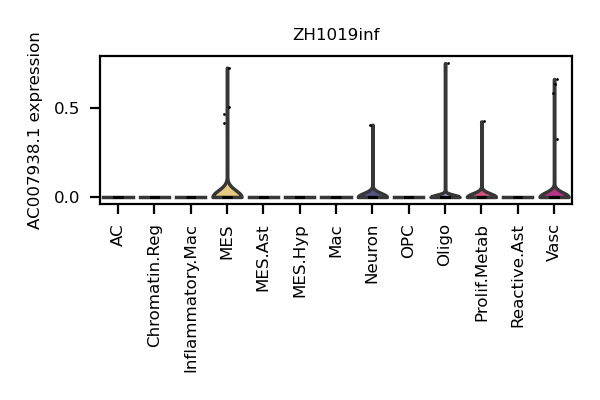 ZH1019inf
AC007938.1 expression
0.5
0.0
AC
Chromatin.Reg
Inflammatory.Mac
MES
MES.Ast
MES.Hyp
Mac
Neuron
OPC
Oligo
Prolif.Metab
Reactive.Ast
Vasc